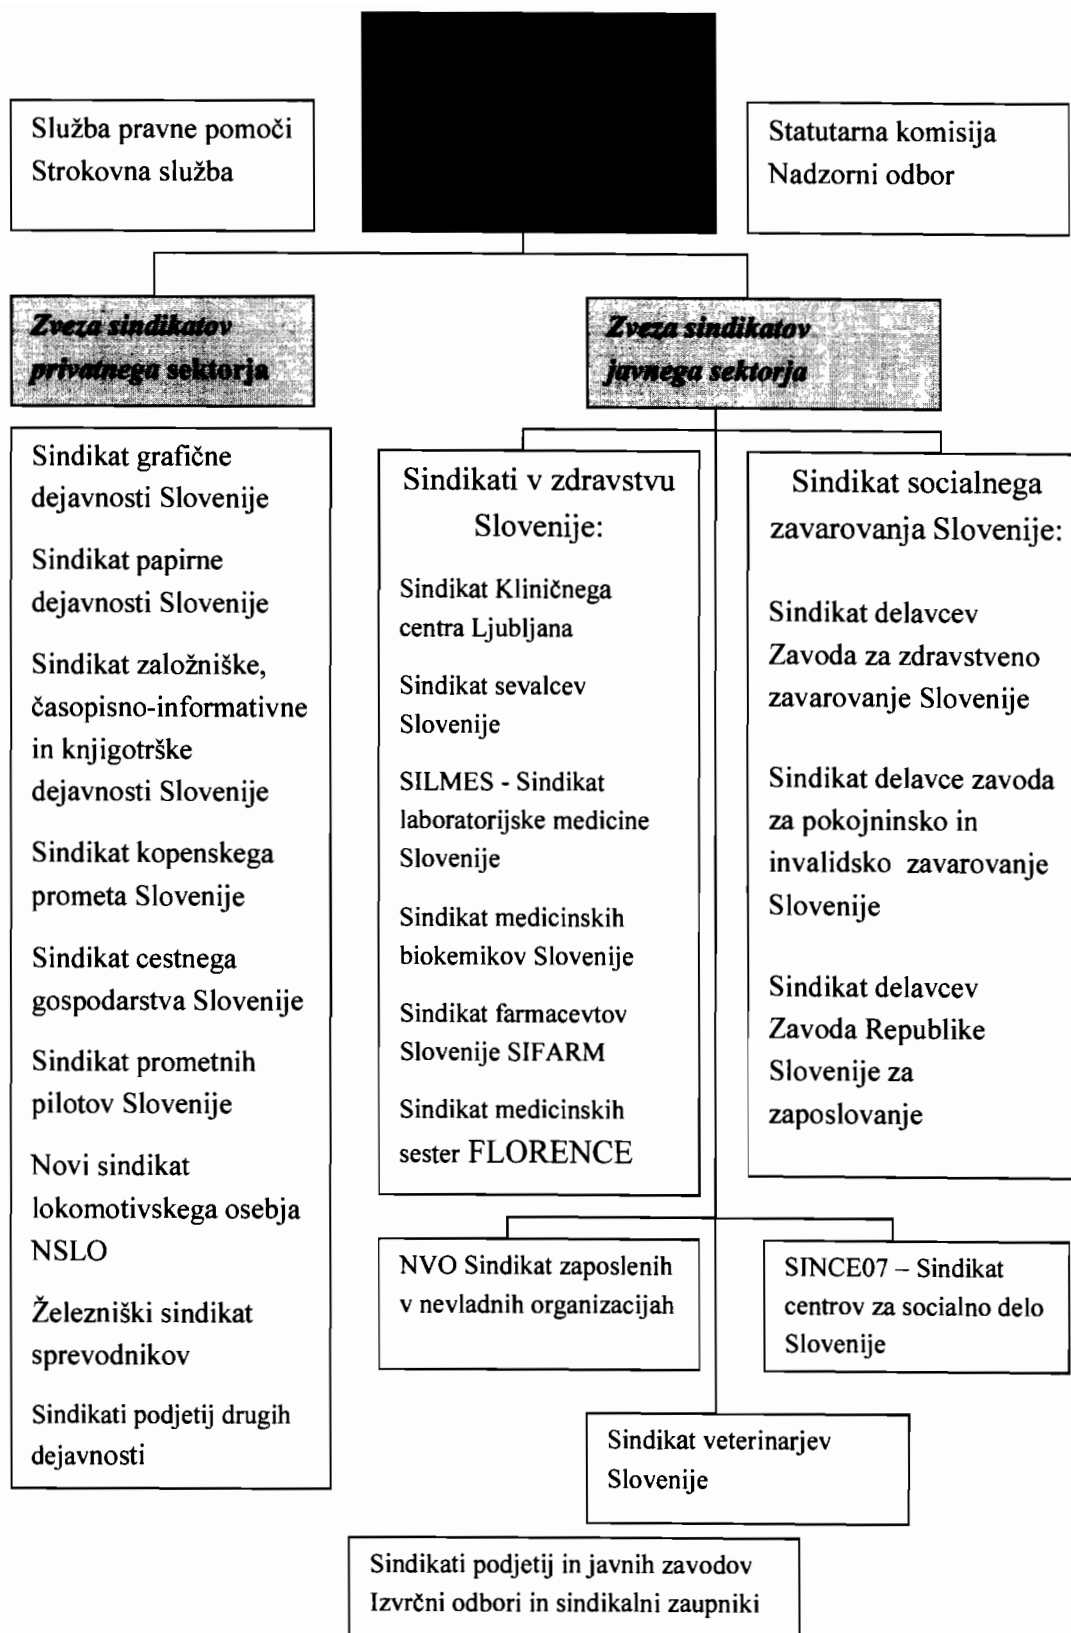 Služba pravne pomoči
Strokovna služba
Statutarna komisija
Nadzorni odbor
Zveza sindikatov
privatnega sektorja
Zveza sindikatov
javnega sektorja
Sindikat grafične
dejavnosti Slovenije
Sindikat papirne
dejavnosti Slovenije
Sindikat založniške,
časopisno-informativne
in knjigotrške
dejavnosti Slovenije
Sindikat kopenskega
prometa Slovenije
Sindikat cestnega
gospodarstva Slovenije
Sindikat prometnih
pilotov Slovenije
Novi sindikat
lokomotivskega osebja
NSLO
Železniški sindikat
sprevodnikov
Sindikati podjetij drugih
dejavnosti
Sindikati v zdravstvu
Slovenije:
Sindikat Kliničnega
centra Ljubljana
Sindikat sevalcev
Slovenije
SILMES - Sindikat
laboratorijske medicine
Slovenije
Sindikat medicinskih
biokemikov Slovenije
Sindikat farmacevtov
Slovenije SIFARM
Sindikat medicinskih
sester FLORENCE
Sindikat socialnega
zavarovanja Slovenije:
Sindikat delavcev
Zavoda za zdravstveno
zavarovanje Slovenije
Sindikat delavce zavoda
za pokojninsko in
invalidsko zavarovanje
Slovenije
Sindikat delavcev
Zavoda Republike
Slovenije za
zaposlovanje
NVO Sindikat zaposlenih
v nevladnih organizacijah
SINCE07 – Sindikat
centrov za socialno delo
Slovenije
Sindikat veterinarjev
Slovenije
Sindikati podjetij in javnih zavodov
Izvrčni odbori in sindikalni zaupniki